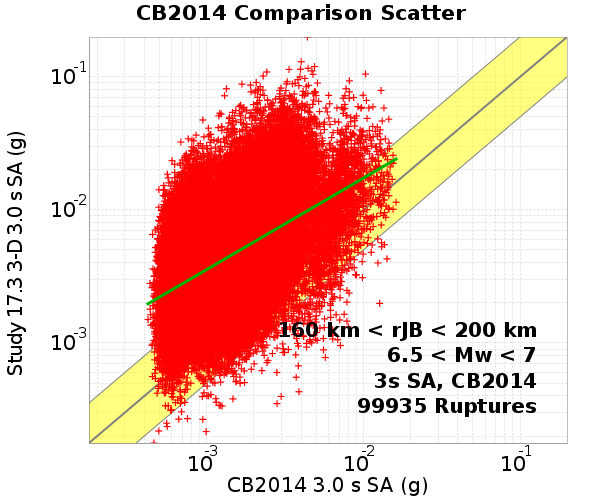 CB2014 Comparison Scatter
Study 17.3 3-D 3.0 s SA (g)
10⁻¹
10⁻²
10⁻³
160 km < rJB < 200 km
6.5 < Mw < 7
3s SA, CB2014
99935 Ruptures
10⁻³ 10⁻² 10⁻¹
CB2014 3.0 s SA (g)